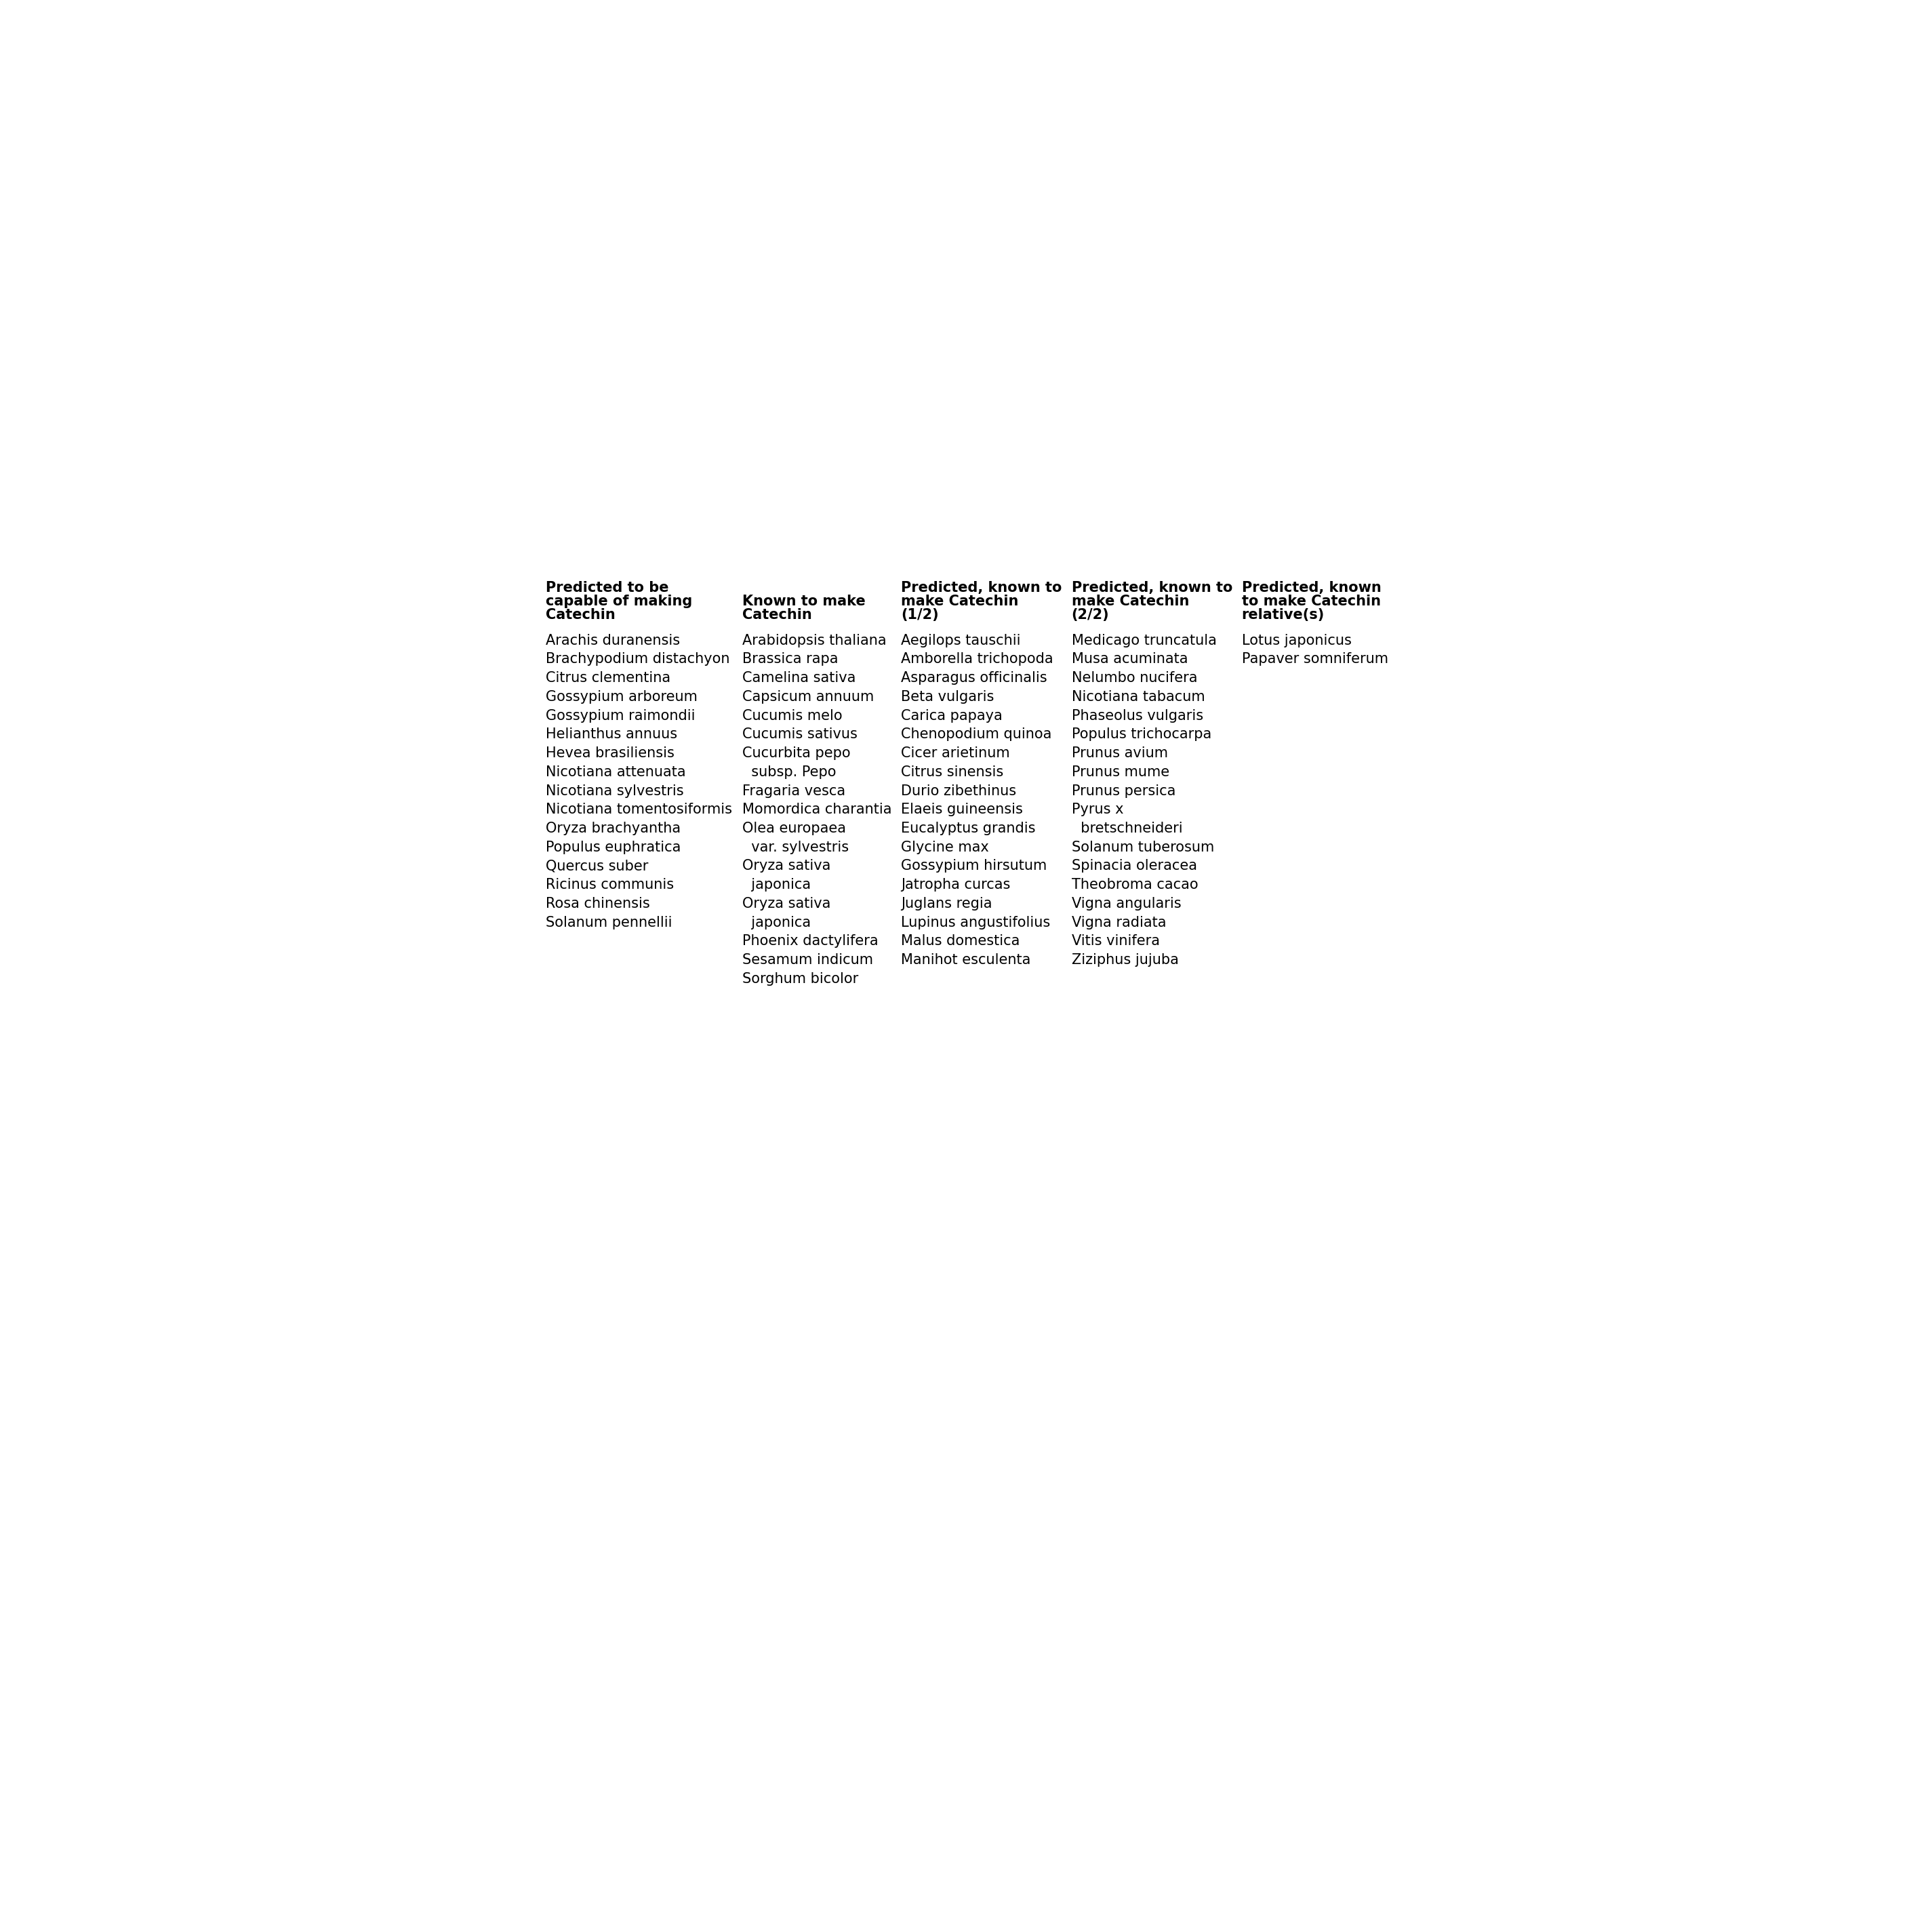 Predicted to be
capable of making
Catechin
Arachis duranensis
Brachypodium distachyon
Citrus clementina
Gossypium arboreum
Gossypium raimondii
Helianthus annuus
Hevea brasiliensis
Nicotiana attenuata
Nicotiana sylvestris
Nicotiana tomentosiformis
Oryza brachyantha
Populus euphratica
Quercus suber
Ricinus communis
Rosa chinensis
Solanum pennellii
Known to make
Catechin
Arabidopsis thaliana
Brassica rapa
Camelina sativa
Capsicum annuum
Cucumis melo
Cucumis sativus
Cucurbita pepo
subsp. Pepo
Fragaria vesca
Momordica charantia
Olea europaea
var. sylvestris
Oryza sativa
japonica
Oryza sativa
japonica
Phoenix dactylifera
Sesamum indicum
Sorghum bicolor
Predicted, known to
make Catechin
(1/2)
Aegilops tauschii
Amborella trichopoda
Asparagus officinalis
Beta vulgaris
Carica papaya
Chenopodium quinoa
Cicer arietinum
Citrus sinensis
Durio zibethinus
Elaeis guineensis
Eucalyptus grandis
Glycine max
Gossypium hirsutum
Jatropha curcas
Juglans regia
Lupinus angustifolius
Malus domestica
Manihot esculenta
Predicted, known to
make Catechin
(2/2)
Medicago truncatula
Musa acuminata
Nelumbo nucifera
Nicotiana tabacum
Phaseolus vulgaris
Populus trichocarpa
Prunus avium
Prunus mume
Prunus persica
Pyrus x
bretschneideri
Solanum tuberosum
Spinacia oleracea
Theobroma cacao
Vigna angularis
Vigna radiata
Vitis vinifera
Ziziphus jujuba
Predicted, known
to make Catechin
relative(s)
Lotus japonicus
Papaver somniferum